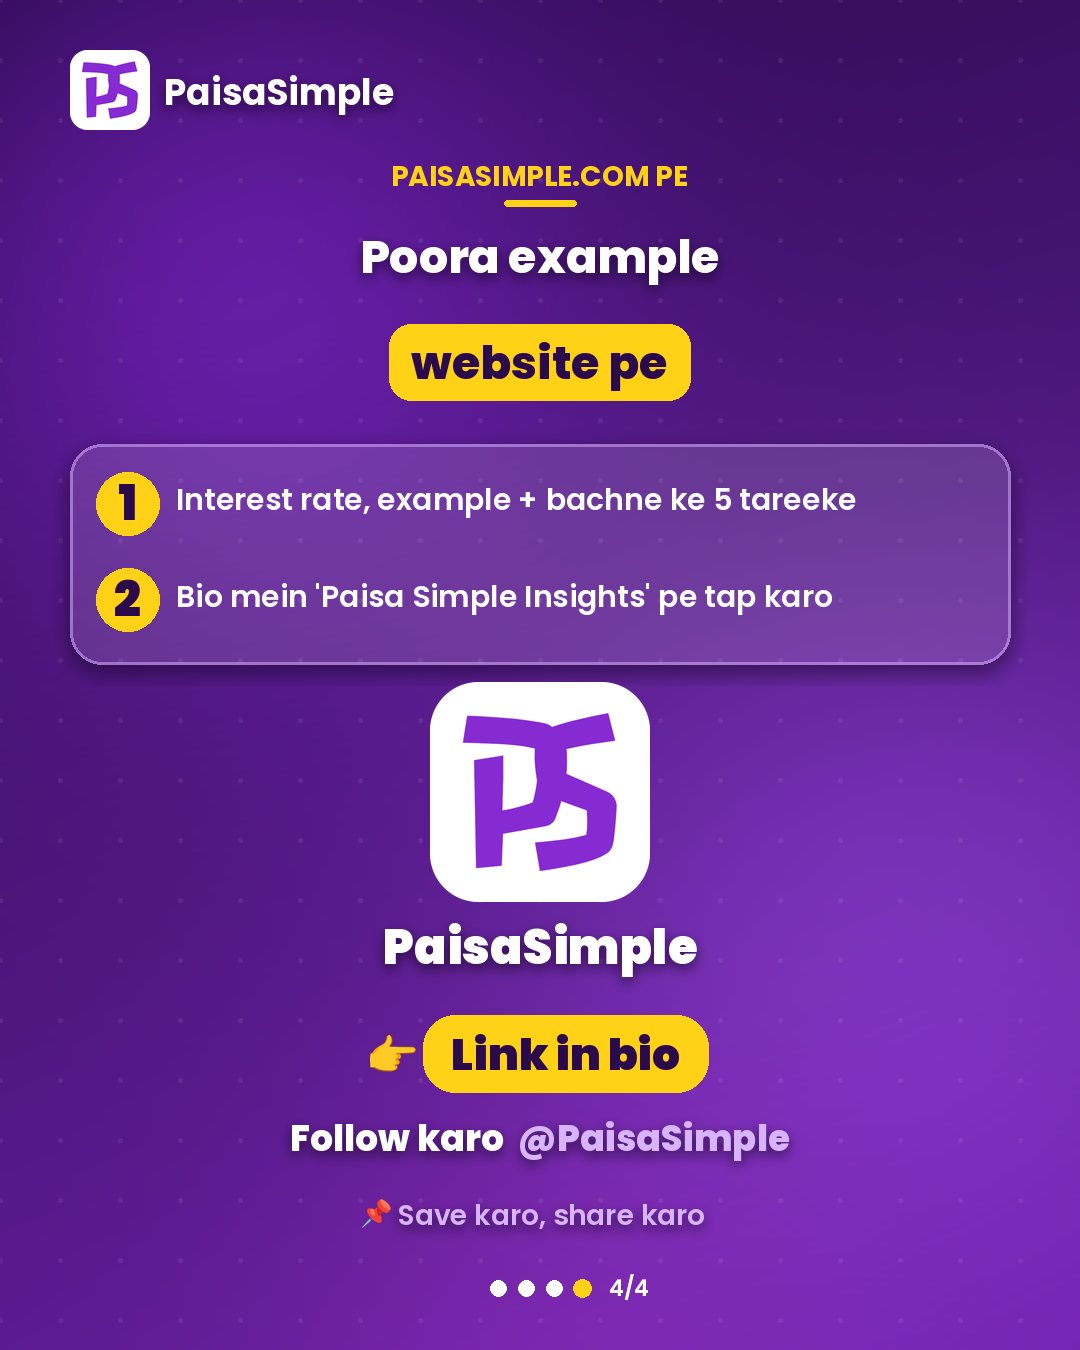 PS PaisaSimple
PAISASIMPLE.COM PE
Poora example
website pe
1 Interest rate, example + bachne ke 5 tareeke
2 Bio mein 'Paisa Simple Insights' pe tap karo
PS
PaisaSimple
👉 Link in bio
Follow karo @PaisaSimple
📌 Save karo, share karo
4/4